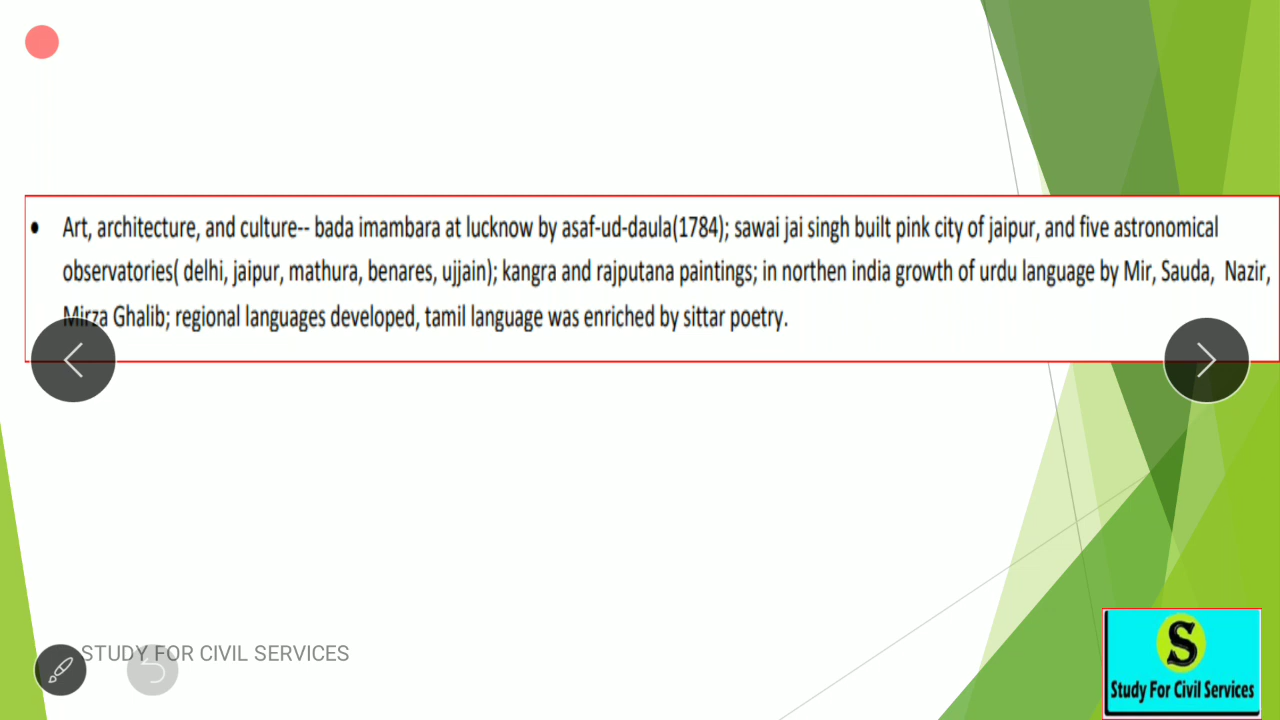 • Art, architecture, and culture-- bada imambara at lucknow by asaf-ud-daula(1784); sawai jai singh built pink city of jaipur, and five astronomical
observatories( delhi, jaipur, mathura, benares, ujjain); kangra and rajputana paintings; in northen india growth of urdu language by Mir, Sauda, Nazir,
Mirza Ghalib; regional languages developed, tamil language was enriched by sittar poetry.
STUDY FOR CIVIL SERVICES
S
Study For Civil Services